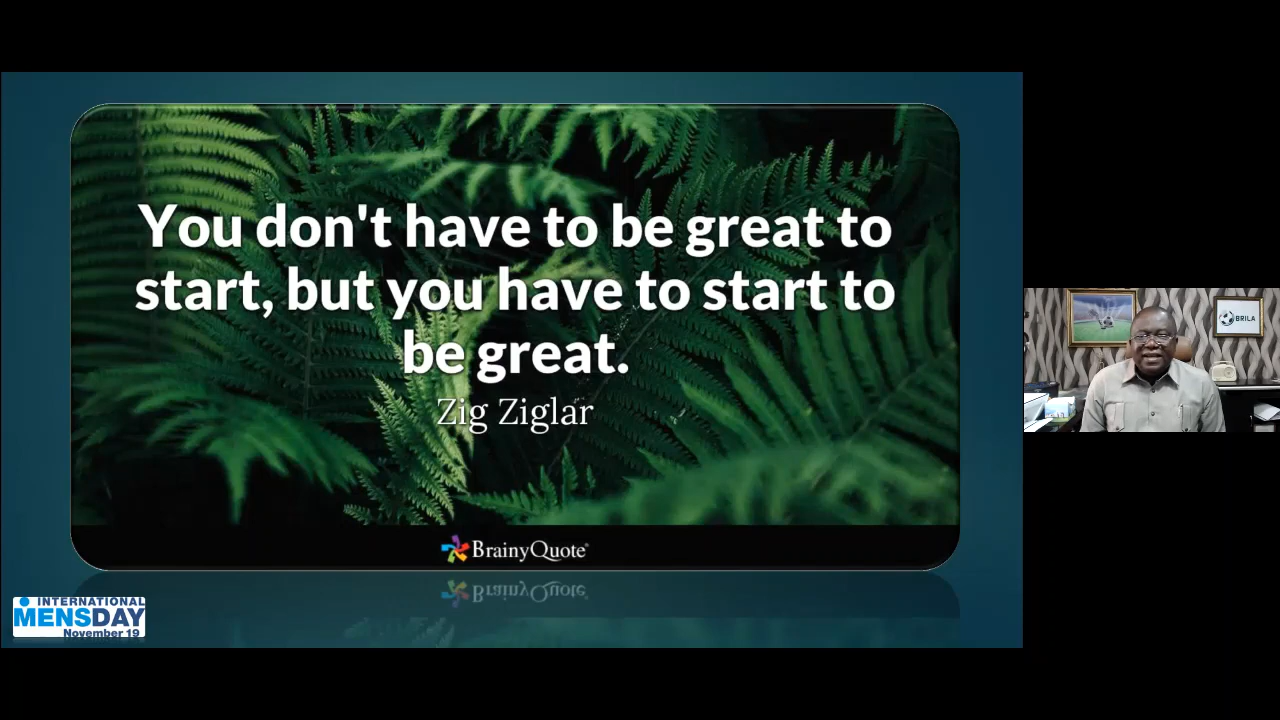 You don't have to be great to
start, but you have to start to
be great.
Zig Ziglar
BrainyQuote
BrainyQuote
INTERNATIONAL
MENSDAY
November 19
BRILA